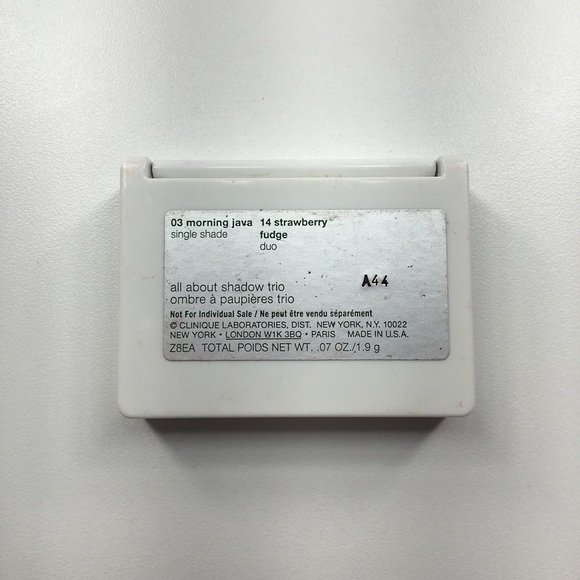 03 morning java 14 strawberry
single shade fudge
duo
all about shadow trio A44
ombre à paupières trio
Not For Individual Sale / Ne peut être vendu séparément
© CLINIQUE LABORATORIES, DIST. NEW YORK, N.Y. 10022
NEW YORK • LONDON W1K 3BQ • PARIS MADE IN U.S.A.
Z8EA TOTAL POIDS NET WT. .07 OZ./1.9 g